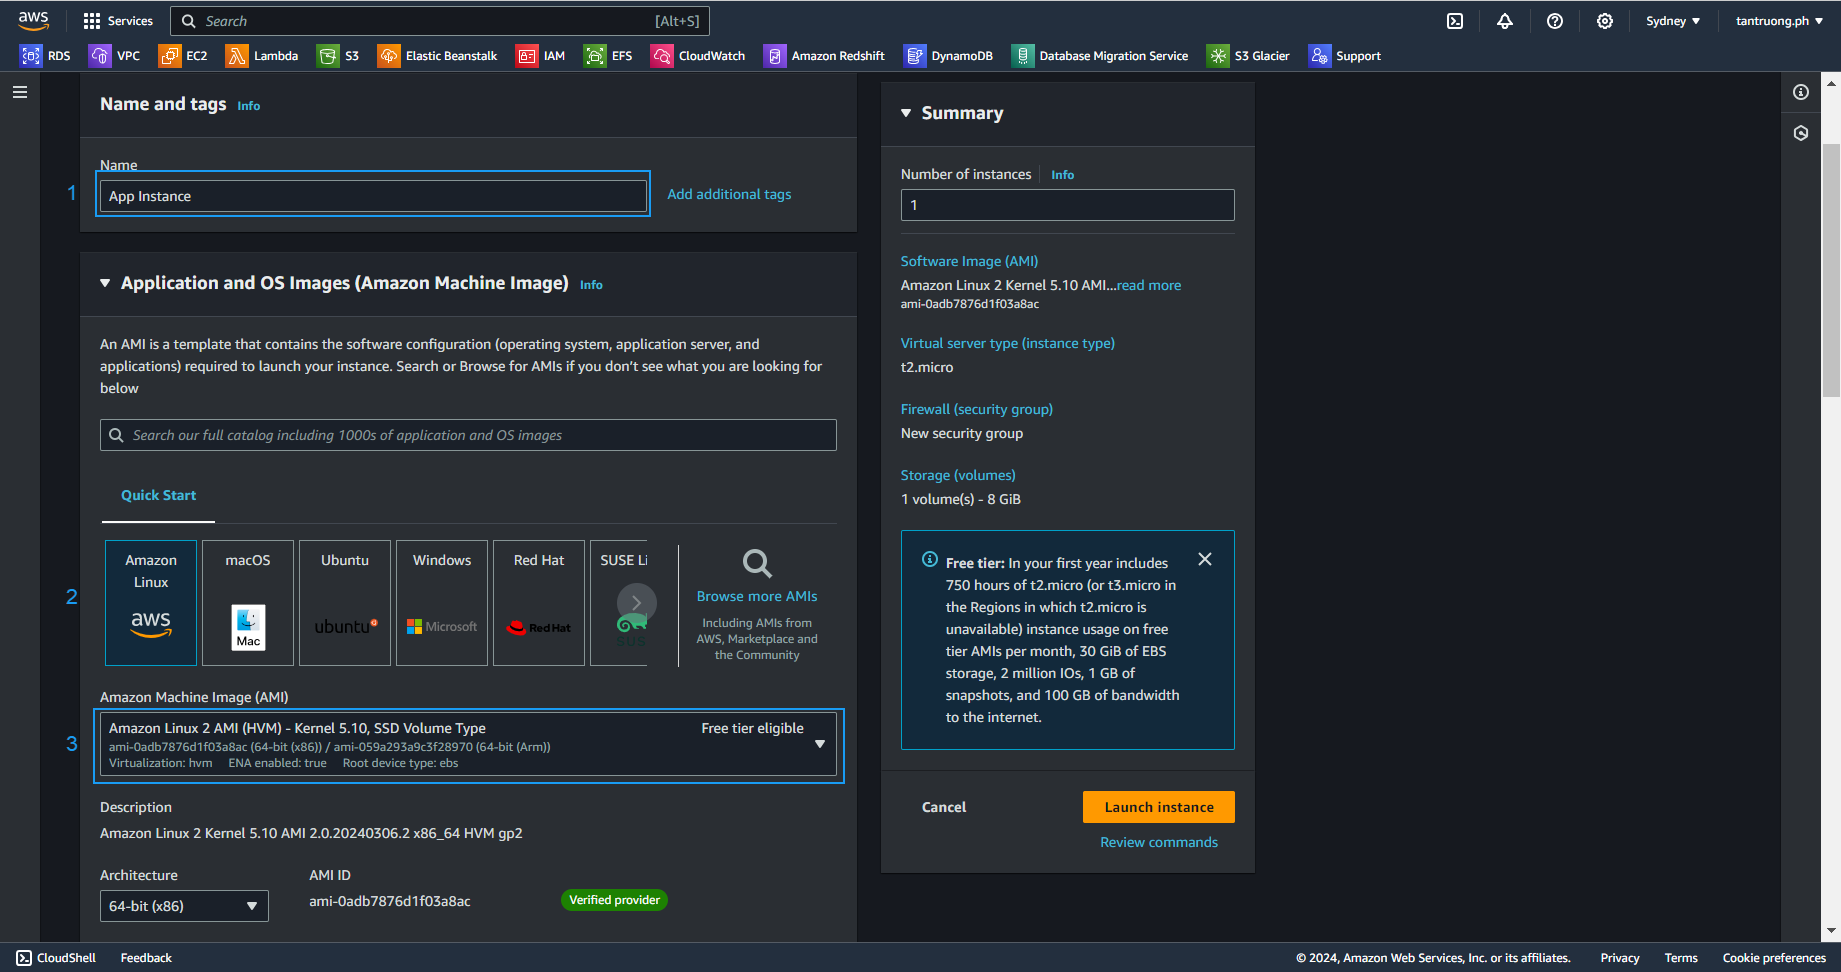 aws
Services
Search
[Alt+S]
Sydney
tantruong.ph
RDS
VPC
EC2
Lambda
S3
Elastic Beanstalk
IAM
EFS
CloudWatch
Amazon Redshift
DynamoDB
Database Migration Service
S3 Glacier
Support
Name and tags Info
Name
1
App Instance
Add additional tags
Application and OS Images (Amazon Machine Image) Info
An AMI is a template that contains the software configuration (operating system, application server, and
applications) required to launch your instance. Search or Browse for AMIs if you don't see what you are looking for
below
Search our full catalog including 1000s of application and OS images
Quick Start
2
Amazon
Linux
aws
macOS
Mac
Ubuntu
ubuntu
Windows
Microsoft
Red Hat
Red Hat
SUSE Li
SUS
Browse more AMIs
Including AMIs from
AWS, Marketplace and
the Community
Amazon Machine Image (AMI)
3
Amazon Linux 2 AMI (HVM) - Kernel 5.10, SSD Volume Type
Free tier eligible
ami-0adb7876d1f03a8ac (64-bit (x86)) / ami-059a293a9c3f28970 (64-bit (Arm))
Virtualization: hvm ENA enabled: true Root device type: ebs
Description
Amazon Linux 2 Kernel 5.10 AMI 2.0.20240306.2 x86_64 HVM gp2
Architecture
AMI ID
64-bit (x86)
ami-0adb7876d1f03a8ac
Verified provider
Summary
Number of instances Info
1
Software Image (AMI)
Amazon Linux 2 Kernel 5.10 AMI...read more
ami-0adb7876d1f03a8ac
Virtual server type (instance type)
t2.micro
Firewall (security group)
New security group
Storage (volumes)
1 volume(s) - 8 GiB
Free tier: In your first year includes
750 hours of t2.micro (or t3.micro in
the Regions in which t2.micro is
unavailable) instance usage on free
tier AMIs per month, 30 GiB of EBS
storage, 2 million IOs, 1 GB of
snapshots, and 100 GB of bandwidth
to the internet.
Cancel
Launch instance
Review commands
CloudShell
Feedback
© 2024, Amazon Web Services, Inc. or its affiliates.
Privacy
Terms
Cookie preferences